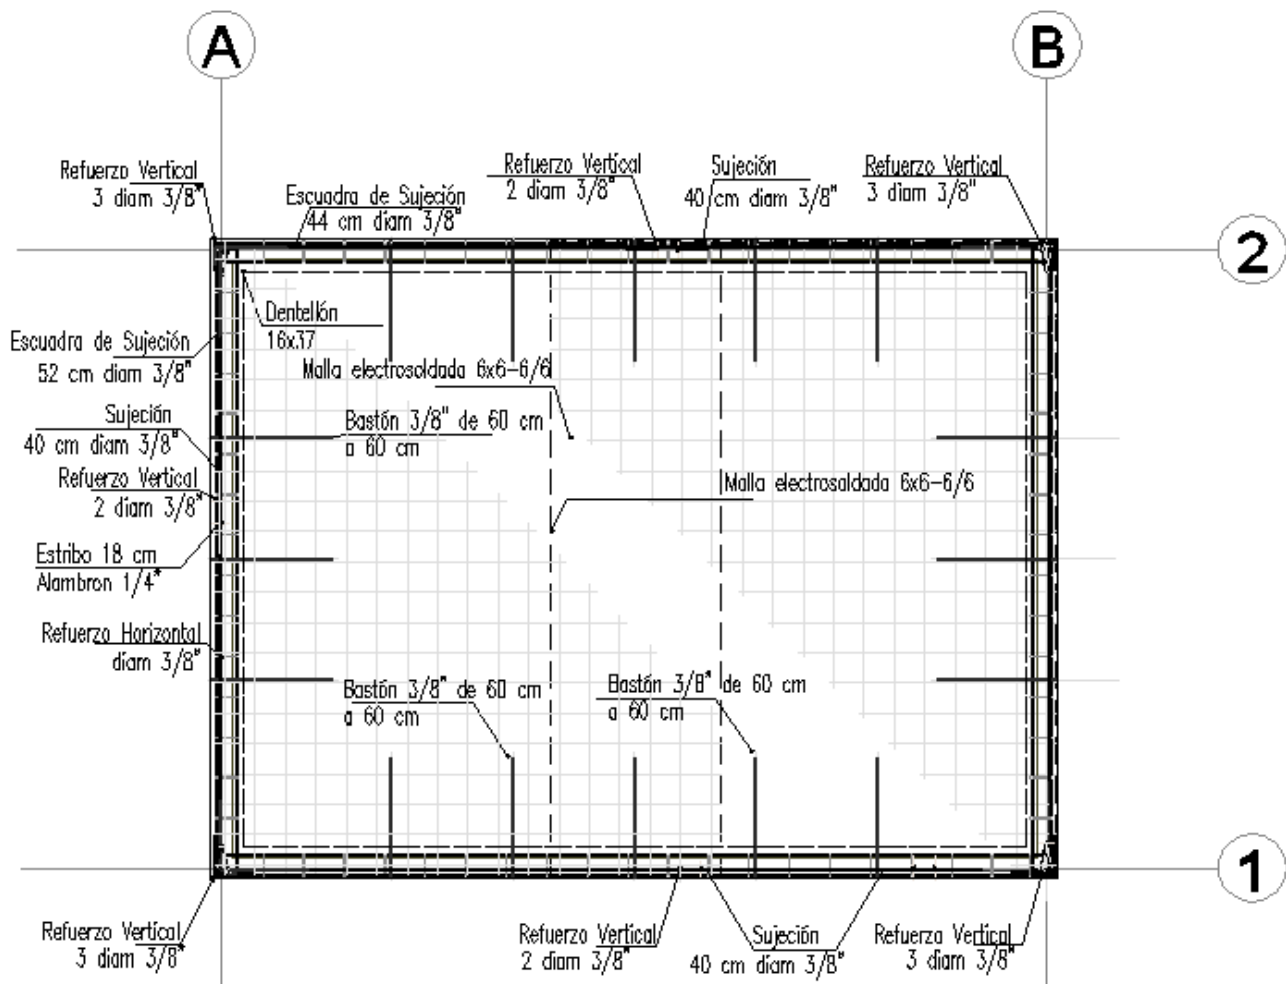 A
B
Refuerzo Vertical
3 diam 3/8"
Escuadra de Sujeción
44 cm diam 3/8"
Refuerzo Vertical
2 diam 3/8"
Sujeción
40 cm diam 3/8"
Refuerzo Vertical
3 diam 3/8"
2
Dentellón
16x37
Escuadra de Sujeción
52 cm diam 3/8"
Malla electrosoldada 6x6-6/6
Sujeción
40 cm diam 3/8"
Bastón 3/8" de 60 cm
a 60 cm
Refuerzo Vertical
2 diam 3/8"
Malla electrosoldada 6x6-6/6
Estribo 18 cm
Alambron 1/4"
Refuerzo Horizontal
diam 3/8"
Bastón 3/8" de 60 cm
a 60 cm
Bastón 3/8" de 60 cm
a 60 cm
1
Refuerzo Vertical
3 diam 3/8"
Refuerzo Vertical
2 diam 3/8"
Sujeción
40 cm diam 3/8"
Refuerzo Vertical
3 diam 3/8"